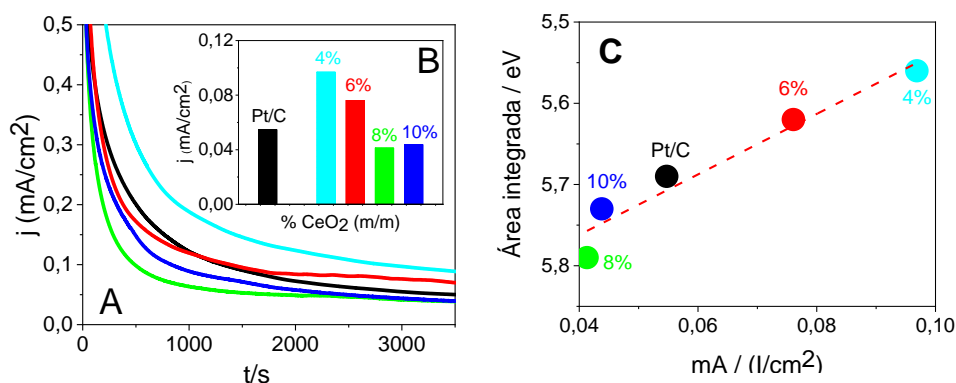 0,5
0,4
0,3
0,2
0,1
0,0
j (mA/cm2)
0 1000 2000 3000
t/s
A
0,12
0,08
0,04
0,00
j (mA/cm2)
B
Pt/C
4%
6%
8%
10%
% CeO2 (m/m)
C
5,5
5,6
5,7
5,8
Área integrada / eV
10%
8%
Pt/C
6%
4%
0,04 0,06 0,08 0,10
mA / (I/cm2)